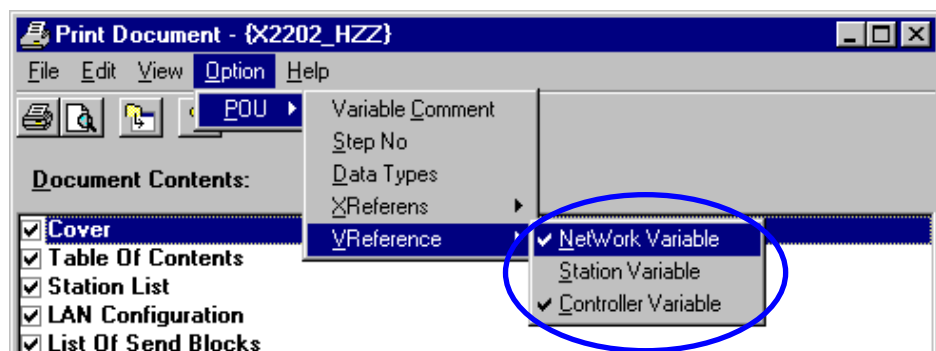 Print Document - {X2202_HZZ}
File Edit View Option Help
POU
Variable Comment
Step No
Data Types
XReferens
VReference
NetWork Variable
Station Variable
Controller Variable
Document Contents:
Cover
Table Of Contents
Station List
LAN Configuration
List Of Send Blocks